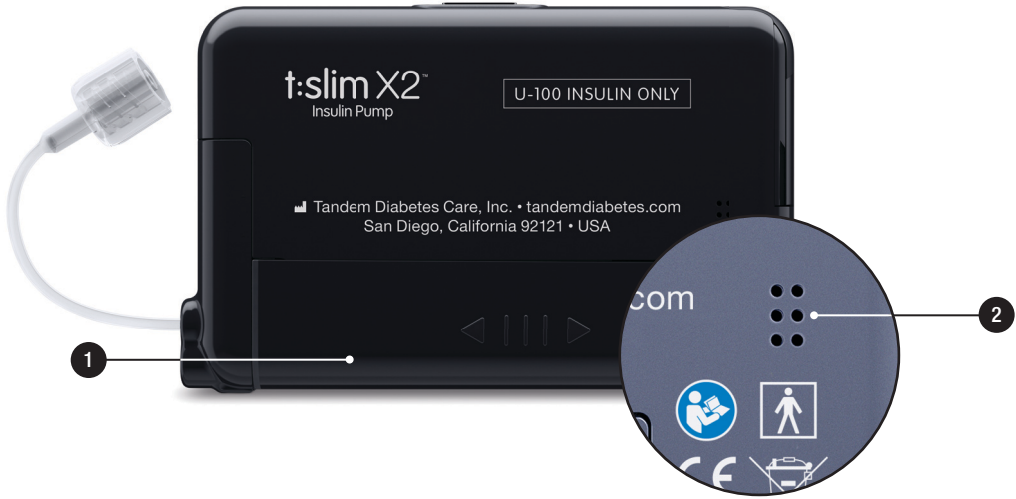 t:slim X2™
Insulin Pump
U-100 INSULIN ONLY
Tandem Diabetes Care, Inc. • tandemdiabetes.com
San Diego, California 92121 • USA
.com
1
2
CE